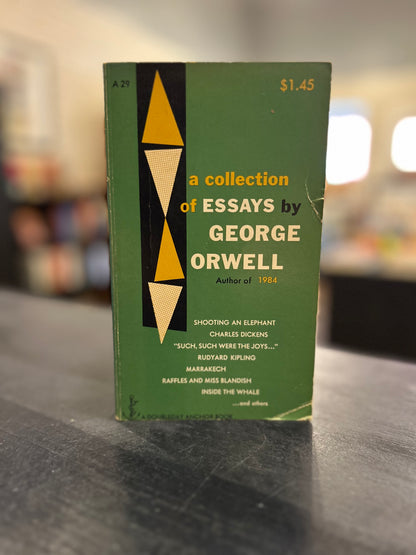 A 29
$1.45
a collection
of ESSAYS by
GEORGE
ORWELL
Author of 1984
SHOOTING AN ELEPHANT
CHARLES DICKENS
"SUCH, SUCH WERE THE JOYS..."
RUDYARD KIPLING
MARRAKECH
RAFFLES AND MISS BLANDISH
INSIDE THE WHALE
...and others
A DOUBLEDAY ANCHOR BOOK